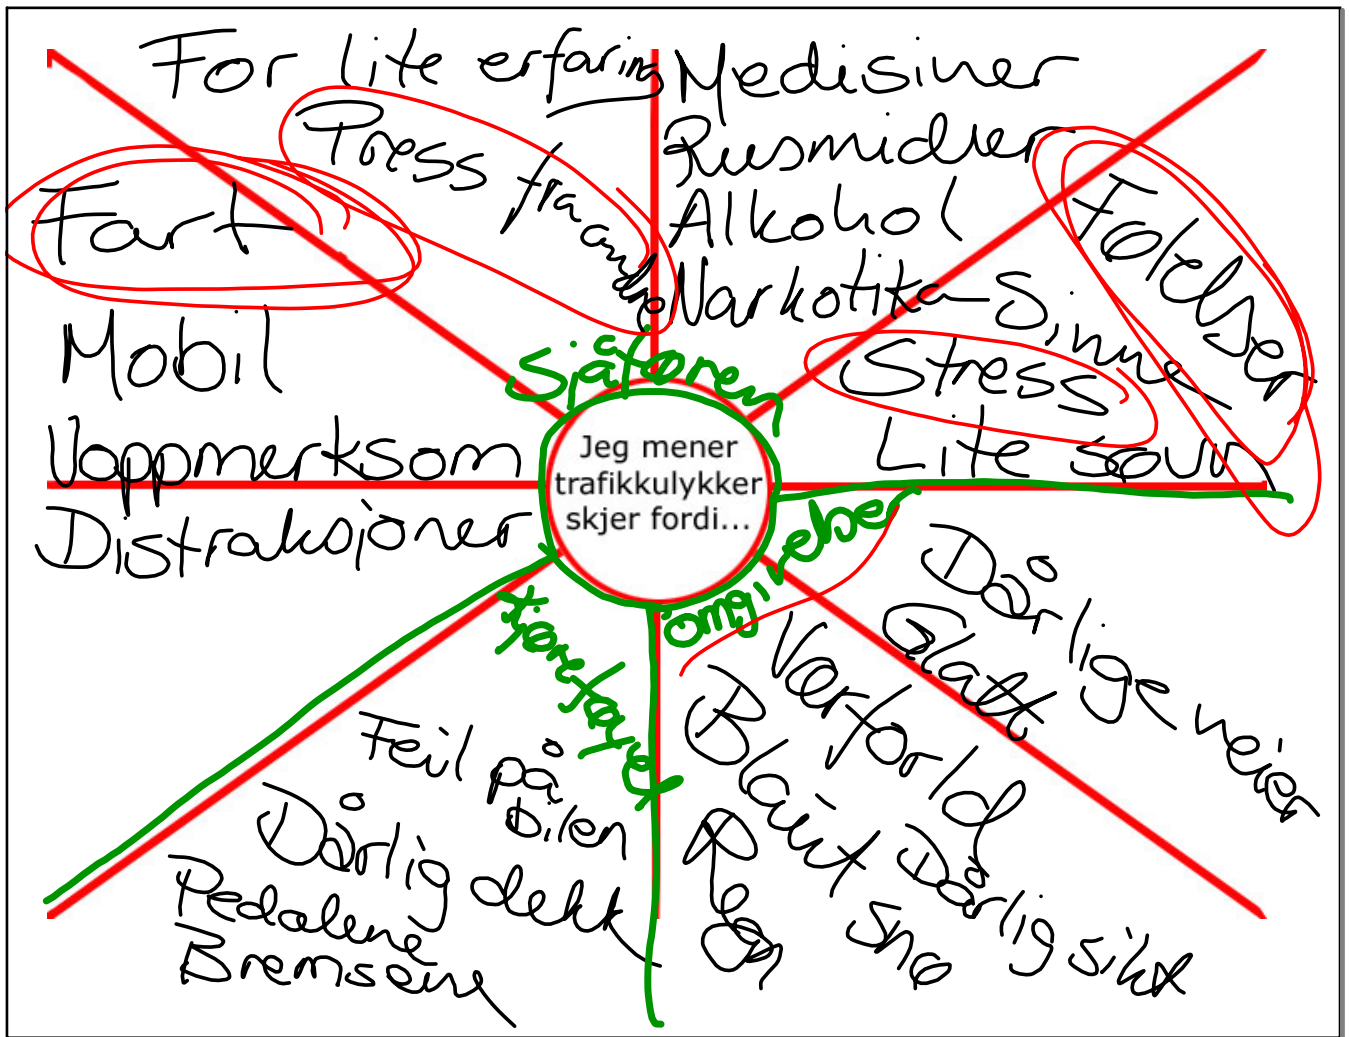 For lite erfaring
Press fra andre
Fart
Mobil
Uoppmerksom
Distraksjoner
Medisiner
Rusmidler
Alkohol
Narkotika
Følelser
Sinne
Stress
Lite søvn
Sjåføren
Jeg mener
trafikkulykker
skjer fordi...
omgivelser
Dårlige veier
Glatt
Værforhold
Blaut snø
Dårlig sikt
Regn
kjøretøyet
Feil på
bilen
Dårlig dekk
Pedalene
Bremsene